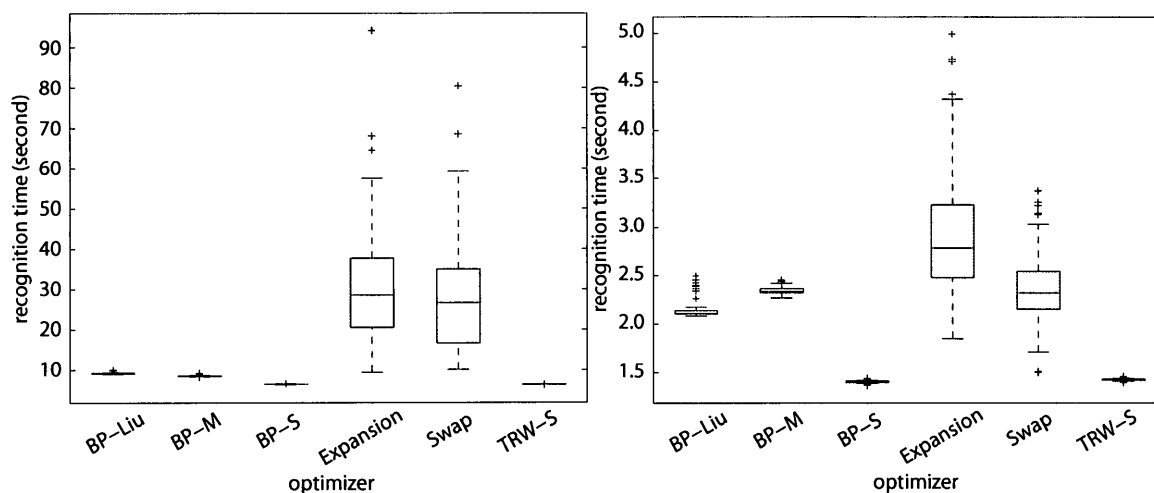 recognition time (second)
90
80
70
60
50
40
30
20
10
BP-Liu
BP-M
BP-S
Expansion
Swap
TRW-S
optimizer
recognition time (second)
5.0
4.5
4.0
3.5
3.0
2.5
2.0
1.5
BP-Liu
BP-M
BP-S
Expansion
Swap
TRW-S
optimizer